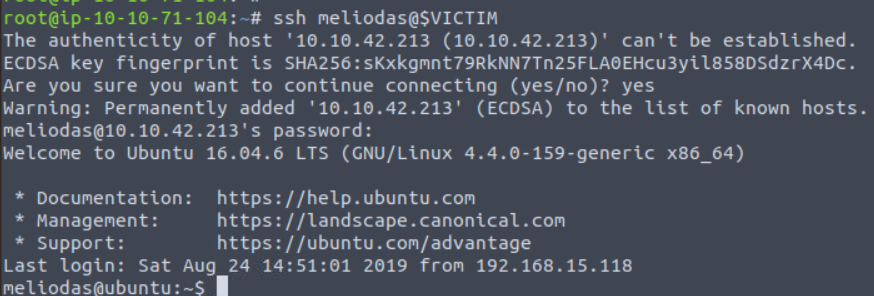 root@ip-10-10-71-104:~# ssh meliodas@$VICTIM
The authenticity of host '10.10.42.213 (10.10.42.213)' can't be established.
ECDSA key fingerprint is SHA256:sKxkgmnt79RkNN7Tn25FLA0EHcu3yil858DSdzrX4Dc.
Are you sure you want to continue connecting (yes/no)? yes
Warning: Permanently added '10.10.42.213' (ECDSA) to the list of known hosts.
meliodas@10.10.42.213's password:
Welcome to Ubuntu 16.04.6 LTS (GNU/Linux 4.4.0-159-generic x86_64)

 * Documentation:  https://help.ubuntu.com
 * Management:     https://landscape.canonical.com
 * Support:        https://ubuntu.com/advantage
Last login: Sat Aug 24 14:51:01 2019 from 192.168.15.118
meliodas@ubuntu:~$